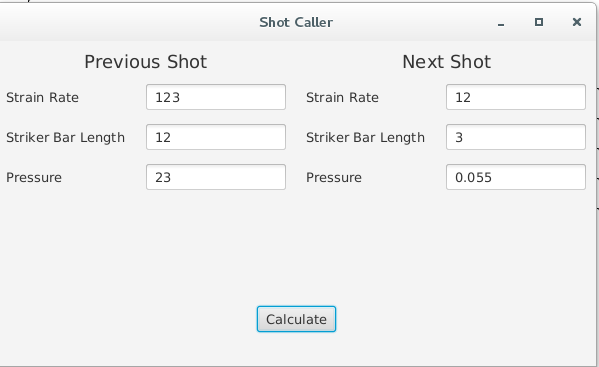 Shot Caller
Previous Shot
Strain Rate 123
Striker Bar Length 12
Pressure 23
Next Shot
Strain Rate 12
Striker Bar Length 3
Pressure 0.055
Calculate